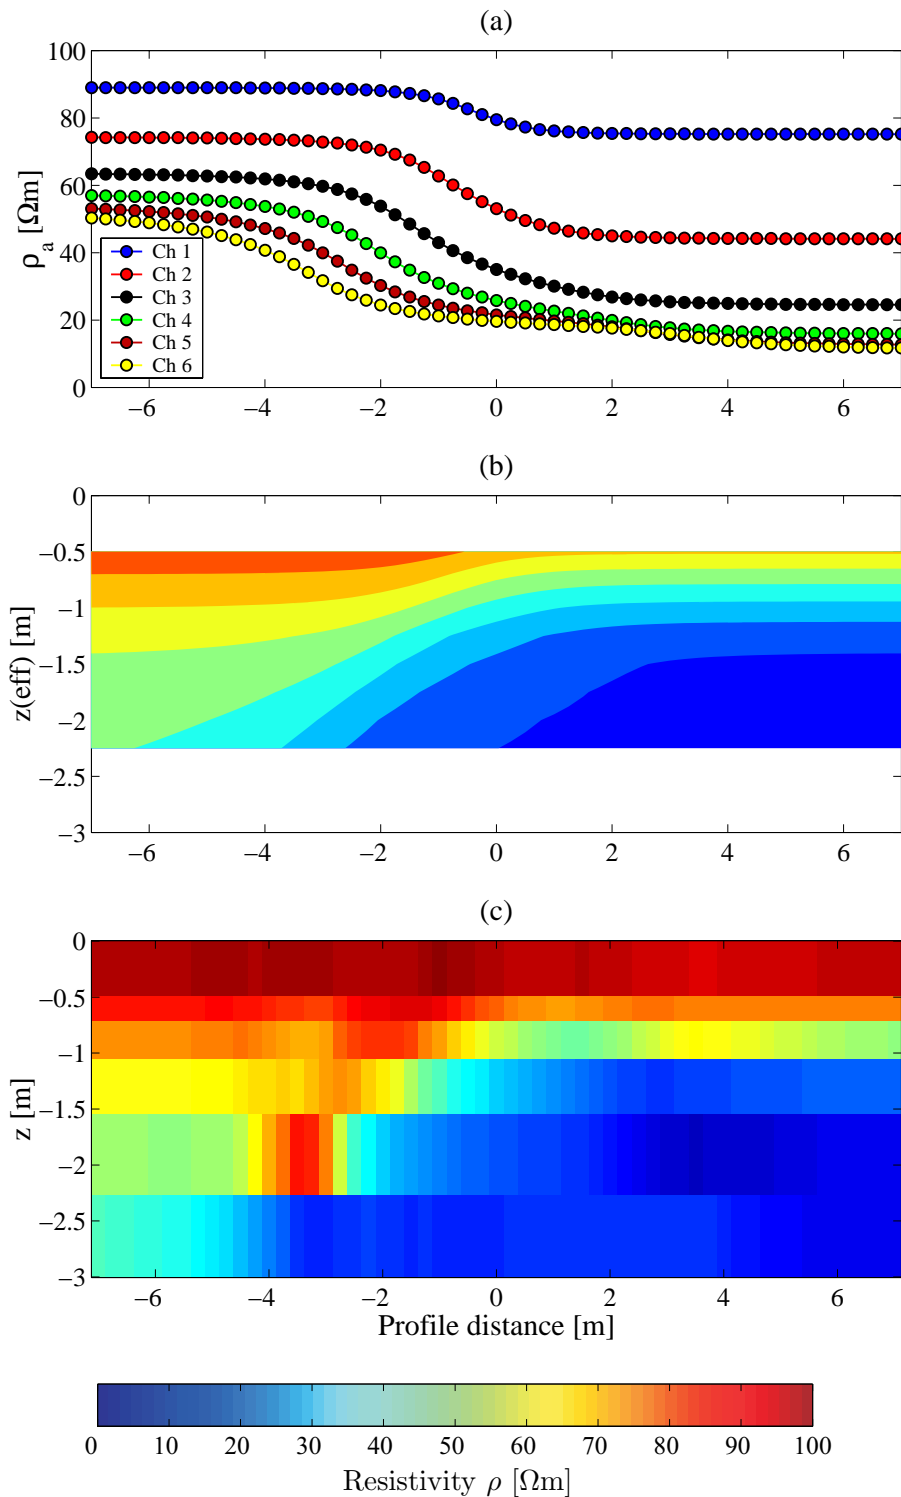 (a)
100
80
60
40
20
0
ρ_a [Ωm]
Ch 1
Ch 2
Ch 3
Ch 4
Ch 5
Ch 6
−6 −4 −2 0 2 4 6
(b)
0
−0.5
−1
−1.5
−2
−2.5
−3
z(eff) [m]
−6 −4 −2 0 2 4 6
(c)
0
−0.5
−1
−1.5
−2
−2.5
−3
z [m]
−6 −4 −2 0 2 4 6
Profile distance [m]
0 10 20 30 40 50 60 70 80 90 100
Resistivity ρ [Ωm]